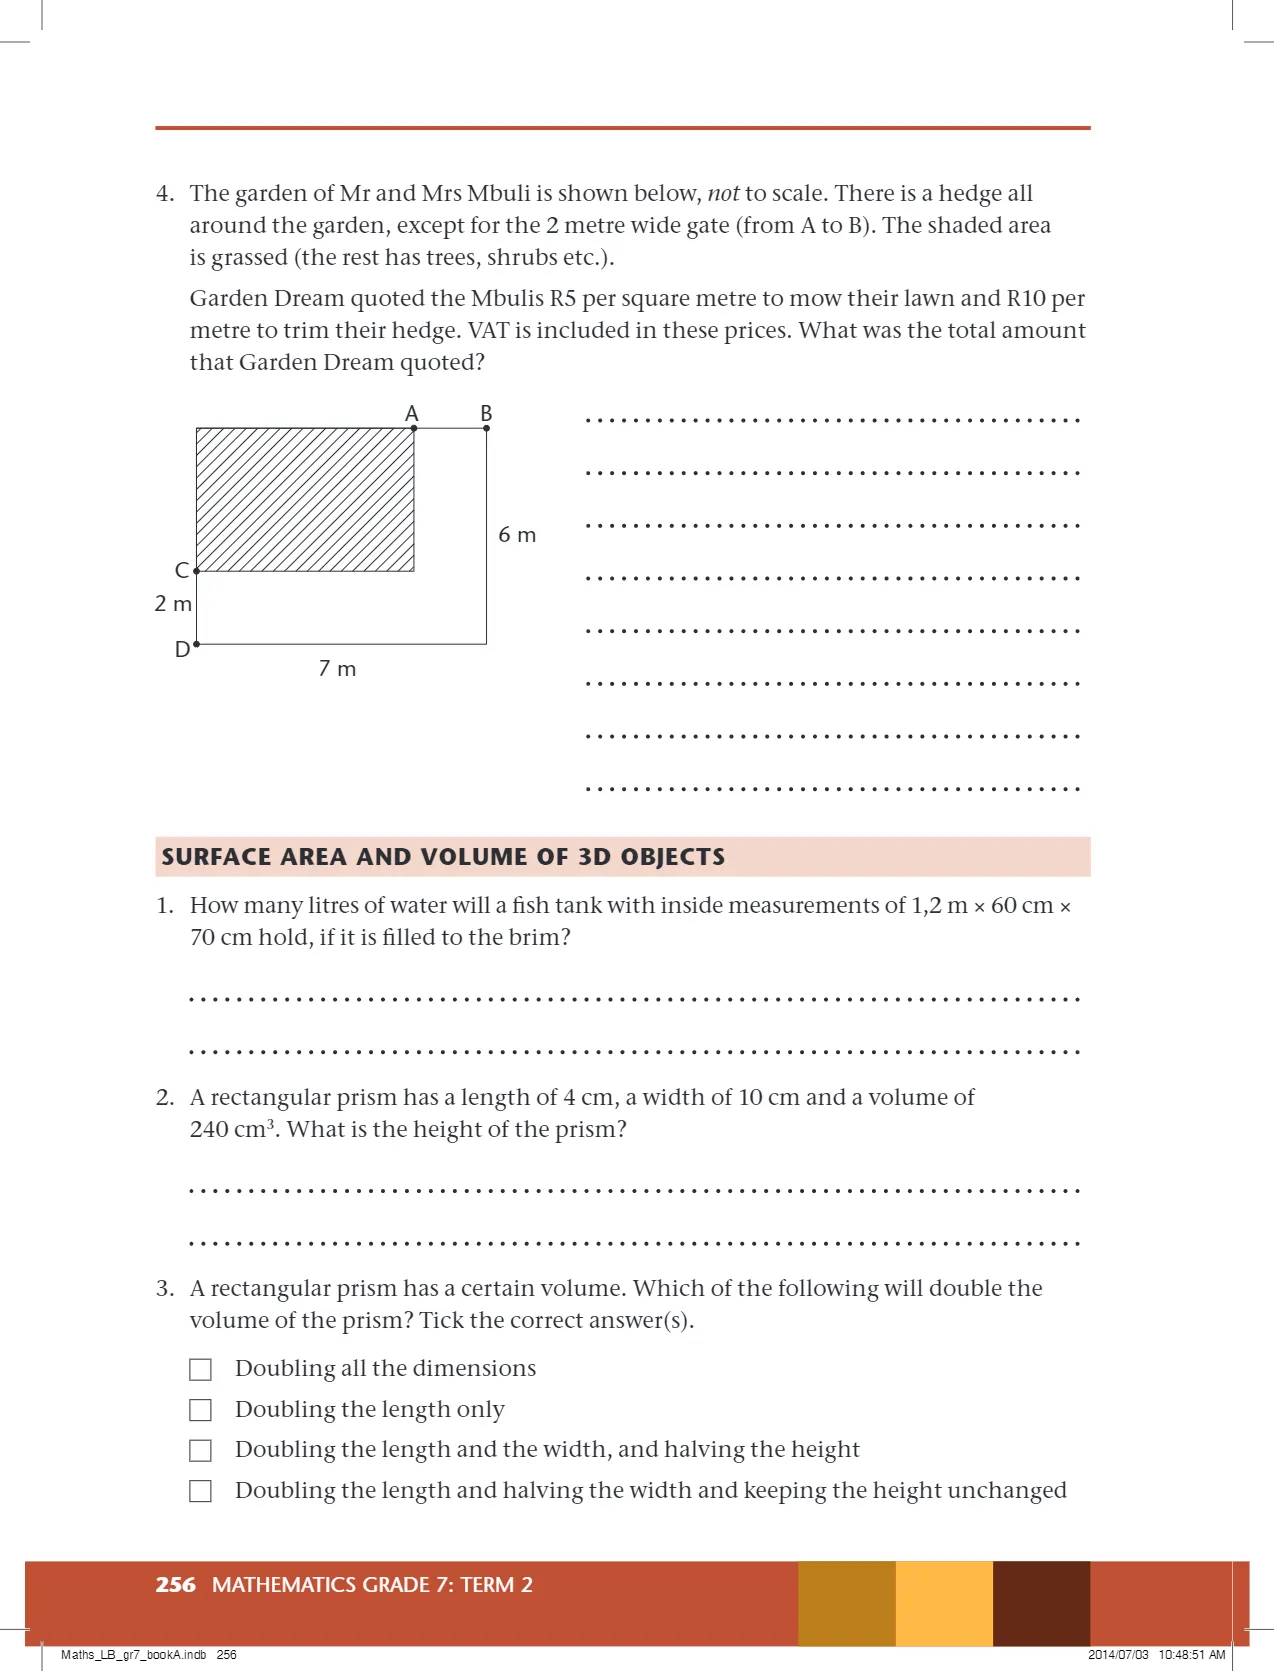 4. The garden of Mr and Mrs Mbuli is shown below, not to scale. There is a hedge all
around the garden, except for the 2 metre wide gate (from A to B). The shaded area
is grassed (the rest has trees, shrubs etc.).
Garden Dream quoted the Mbulis R5 per square metre to mow their lawn and R10 per
metre to trim their hedge. VAT is included in these prices. What was the total amount
that Garden Dream quoted?
A B
6 m
C
2 m
D
7 m
SURFACE AREA AND VOLUME OF 3D OBJECTS
1. How many litres of water will a fish tank with inside measurements of 1,2 m × 60 cm ×
70 cm hold, if it is filled to the brim?
2. A rectangular prism has a length of 4 cm, a width of 10 cm and a volume of
240 cm³. What is the height of the prism?
3. A rectangular prism has a certain volume. Which of the following will double the
volume of the prism? Tick the correct answer(s).
Doubling all the dimensions
Doubling the length only
Doubling the length and the width, and halving the height
Doubling the length and halving the width and keeping the height unchanged
256 MATHEMATICS GRADE 7: TERM 2
Maths_LB_gr7_bookA.indb 256 2014/07/03 10:48:51 AM